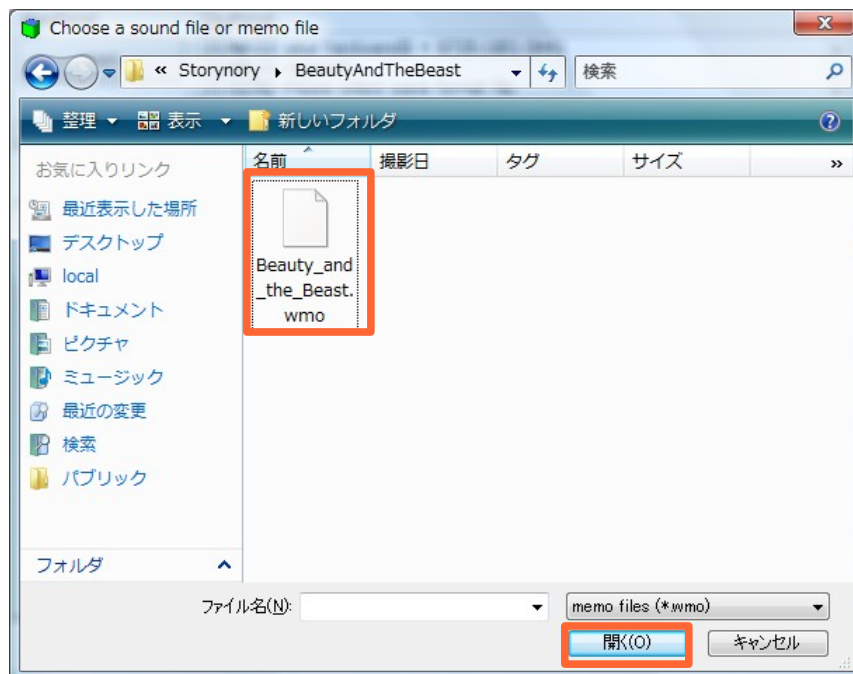 Choose a sound file or memo file
« Storynory ▸ BeautyAndTheBeast
検索
整理 表示 新しいフォルダ
お気に入りリンク
名前 撮影日 タグ サイズ »
最近表示した場所
デスクトップ
local
ドキュメント
ピクチャ
ミュージック
最近の変更
検索
パブリック
Beauty_and
_the_Beast.
wmo
フォルダ
ファイル名(N):
memo files (*.wmo)
開く(O) キャンセル